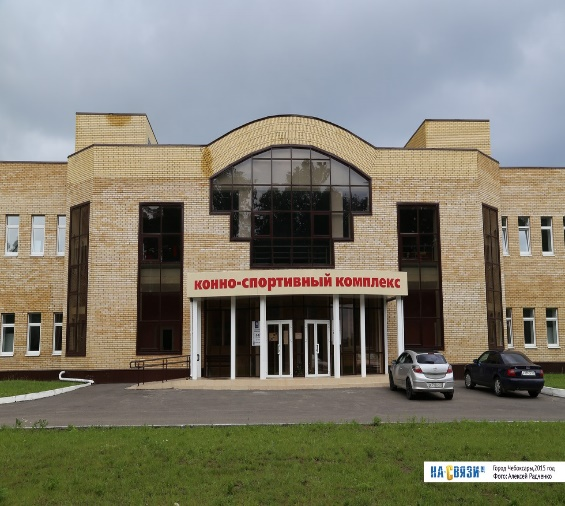 конно-спортивный комплекс
НА СВЯЗИ
Город Чебоксары,2015 год
Фото: Алексей Радченко